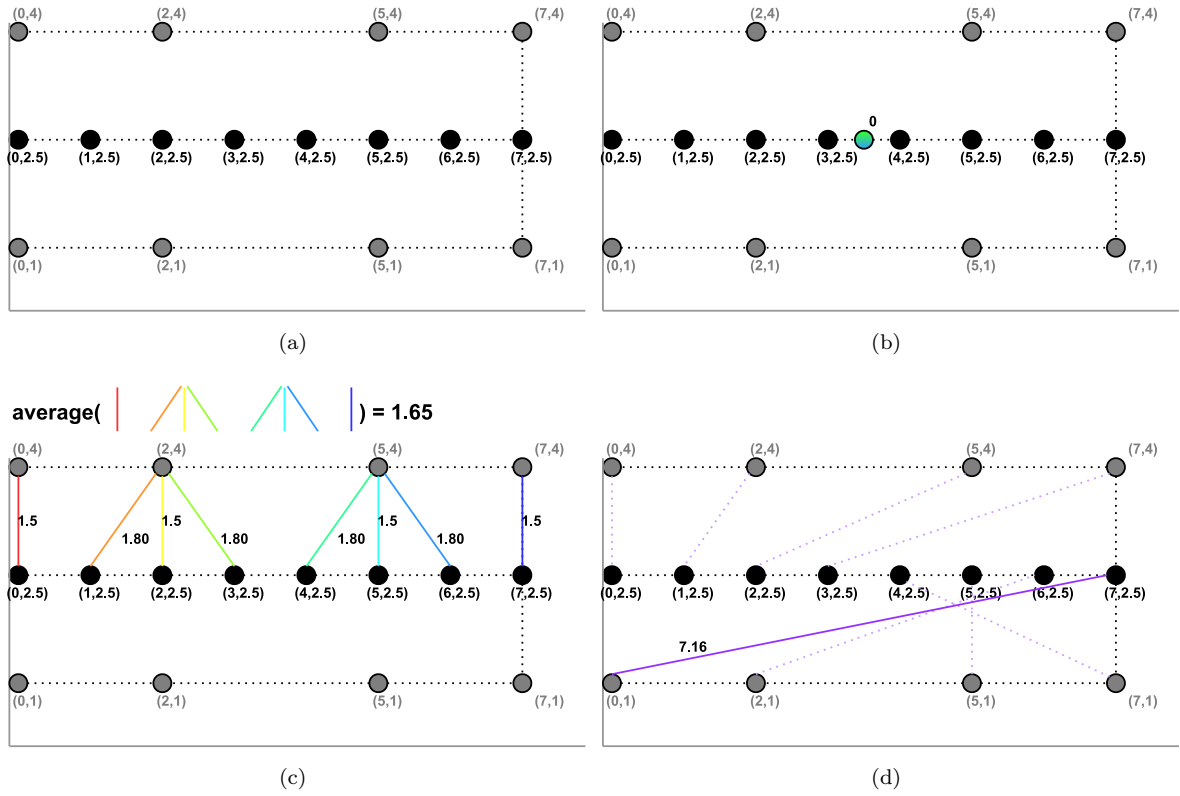 (0,4) (2,4) (5,4) (7,4)
(0,2.5) (1,2.5) (2,2.5) (3,2.5) (4,2.5) (5,2.5) (6,2.5) (7,2.5)
(0,1) (2,1) (5,1) (7,1)
(a)
(0,4) (2,4) (5,4) (7,4)
0
(0,2.5) (1,2.5) (2,2.5) (3,2.5) (4,2.5) (5,2.5) (6,2.5) (7,2.5)
(0,1) (2,1) (5,1) (7,1)
(b)
average( ) = 1.65
(0,4) (2,4) (5,4) (7,4)
1.5 1.80 1.5 1.80 1.80 1.5 1.80 1.5
(0,2.5) (1,2.5) (2,2.5) (3,2.5) (4,2.5) (5,2.5) (6,2.5) (7,2.5)
(0,1) (2,1) (5,1) (7,1)
(c)
(0,4) (2,4) (5,4) (7,4)
(0,2.5) (1,2.5) (2,2.5) (3,2.5) (4,2.5) (5,2.5) (6,2.5) (7,2.5)
7.16
(0,1) (2,1) (5,1) (7,1)
(d)